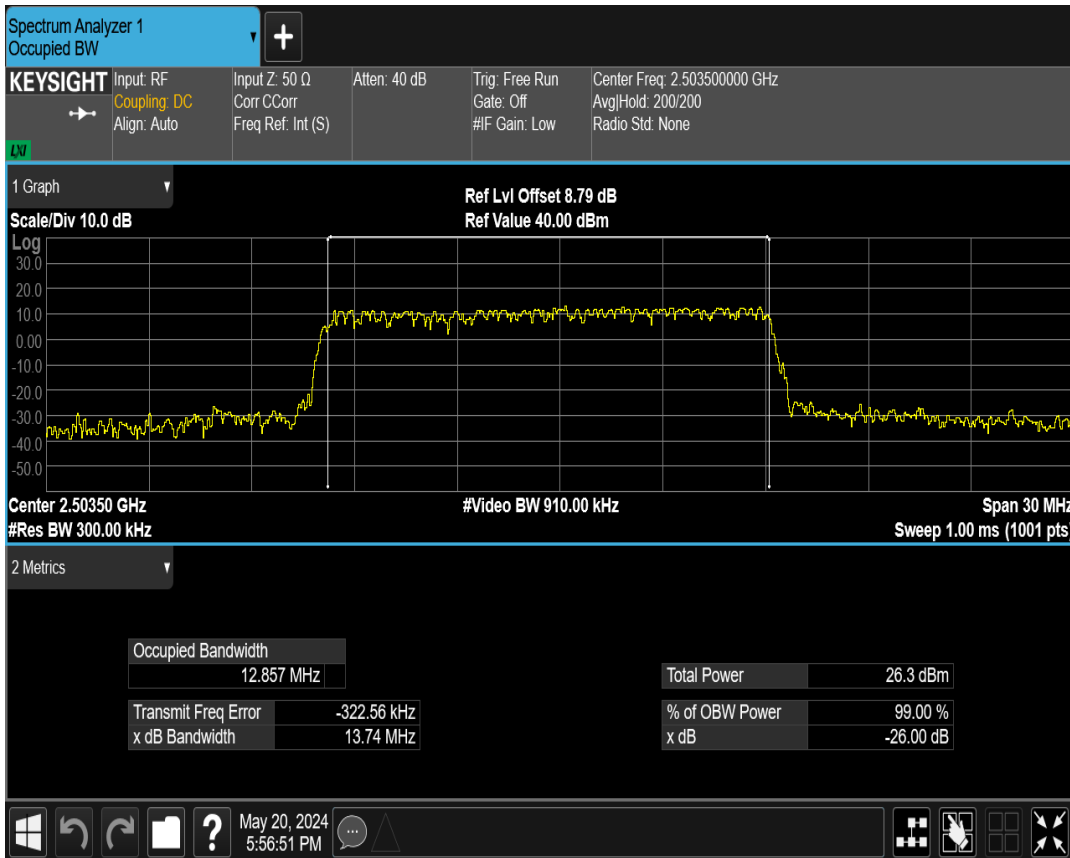 Spectrum Analyzer 1
Occupied BW
+
KEYSIGHT
LXI
Input: RF
Coupling: DC
Align: Auto
Input Z: 50 Ω
Corr CCorr
Freq Ref: Int (S)
Atten: 40 dB
Trig: Free Run
Gate: Off
#IF Gain: Low
Center Freq: 2.503500000 GHz
Avg|Hold: 200/200
Radio Std: None
1 Graph
Scale/Div 10.0 dB
Ref Lvl Offset 8.79 dB
Ref Value 40.00 dBm
Log
30.0
20.0
10.0
0.00
-10.0
-20.0
-30.0
-40.0
-50.0
Center 2.50350 GHz
#Res BW 300.00 kHz
#Video BW 910.00 kHz
Span 30 MHz
Sweep 1.00 ms (1001 pts)
2 Metrics
Occupied Bandwidth
12.857 MHz
Transmit Freq Error -322.56 kHz
x dB Bandwidth 13.74 MHz
Total Power 26.3 dBm
% of OBW Power 99.00 %
x dB -26.00 dB
?
May 20, 2024
5:56:51 PM